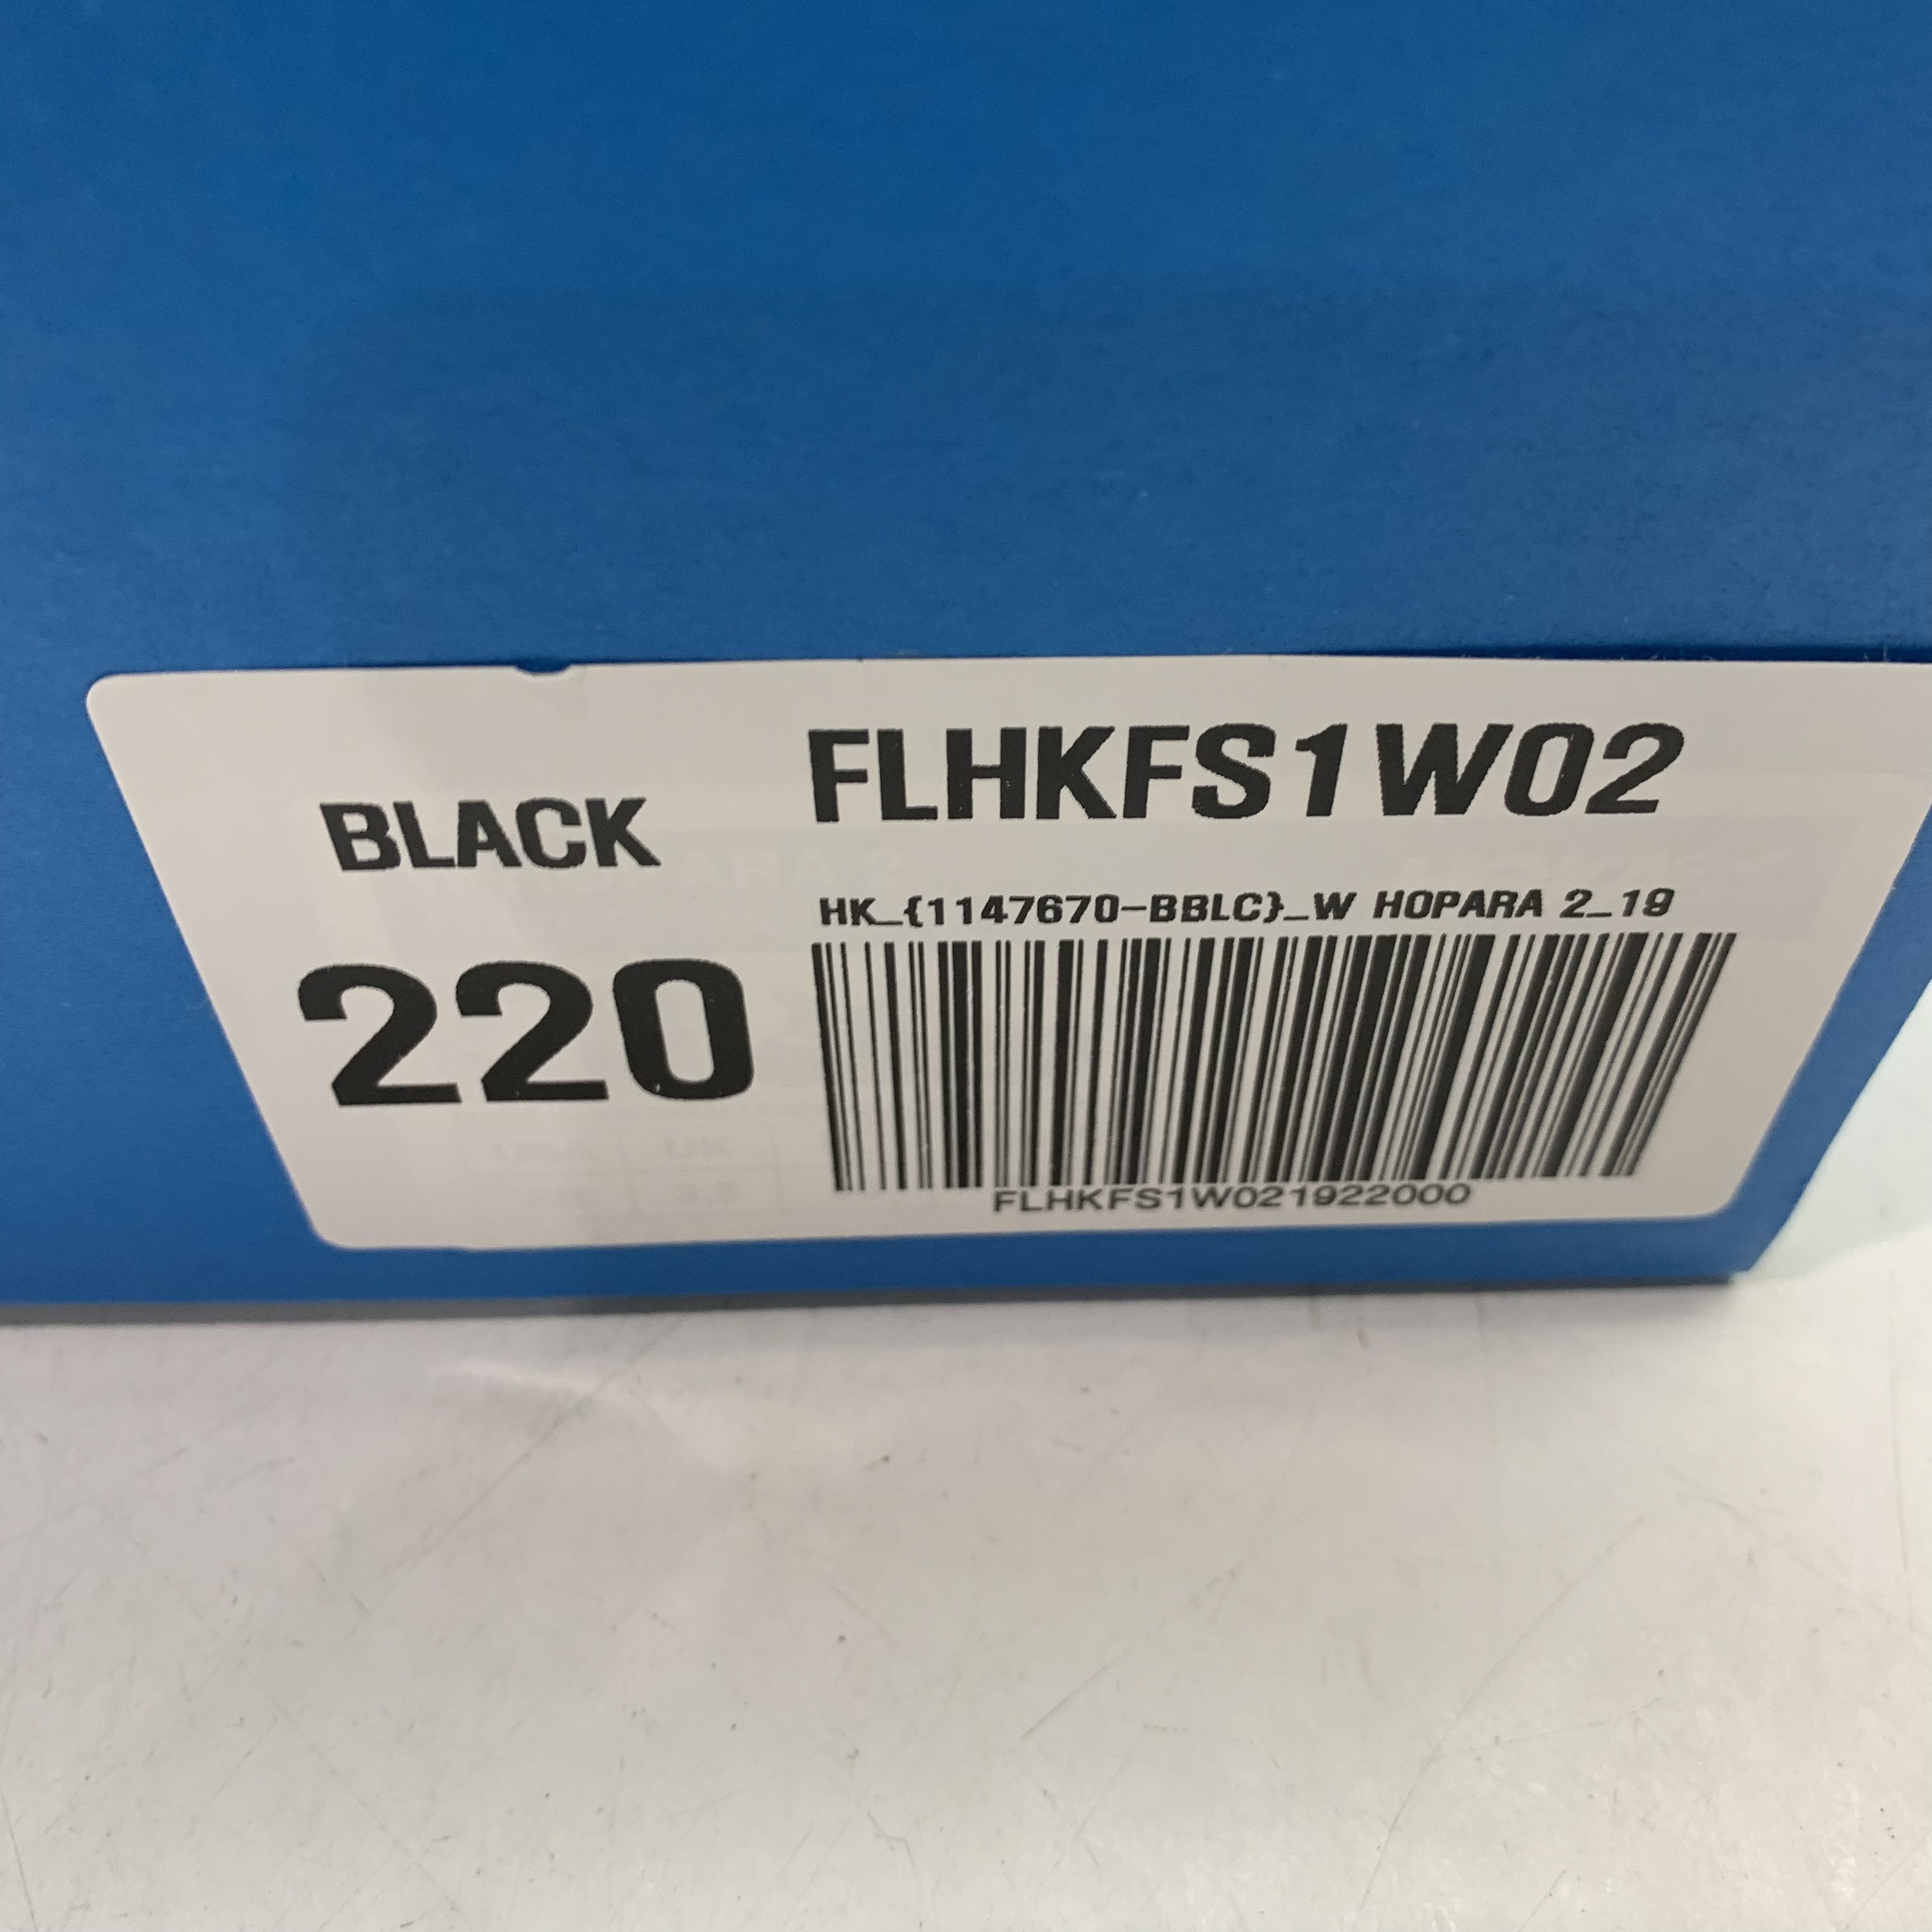 FLHKFS1W02
BLACK
HK_{1147670-BBLC}_W HOPARA 2_19
220
FLHKFS1W021922000